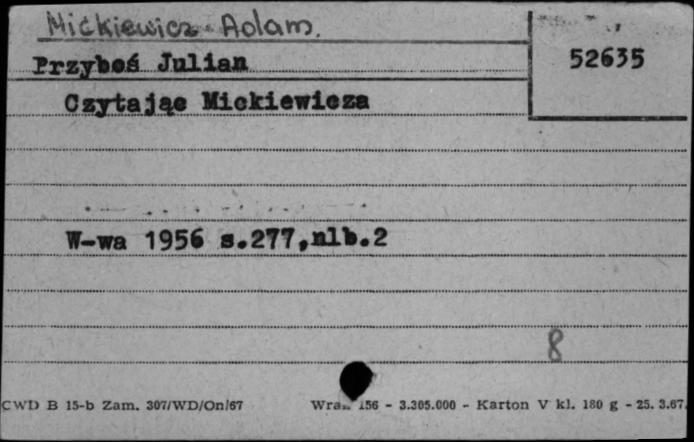 Mickiewicz Adam.
52635
Przyboś Julian
Czytając Mickiewicza
W-wa 1956 s.277,nlb.2
8
CWD B 15-b Zam. 307/WD/On/67 156 - 3.305.000 - Karton V kl. 180 g - 25. 3.67.